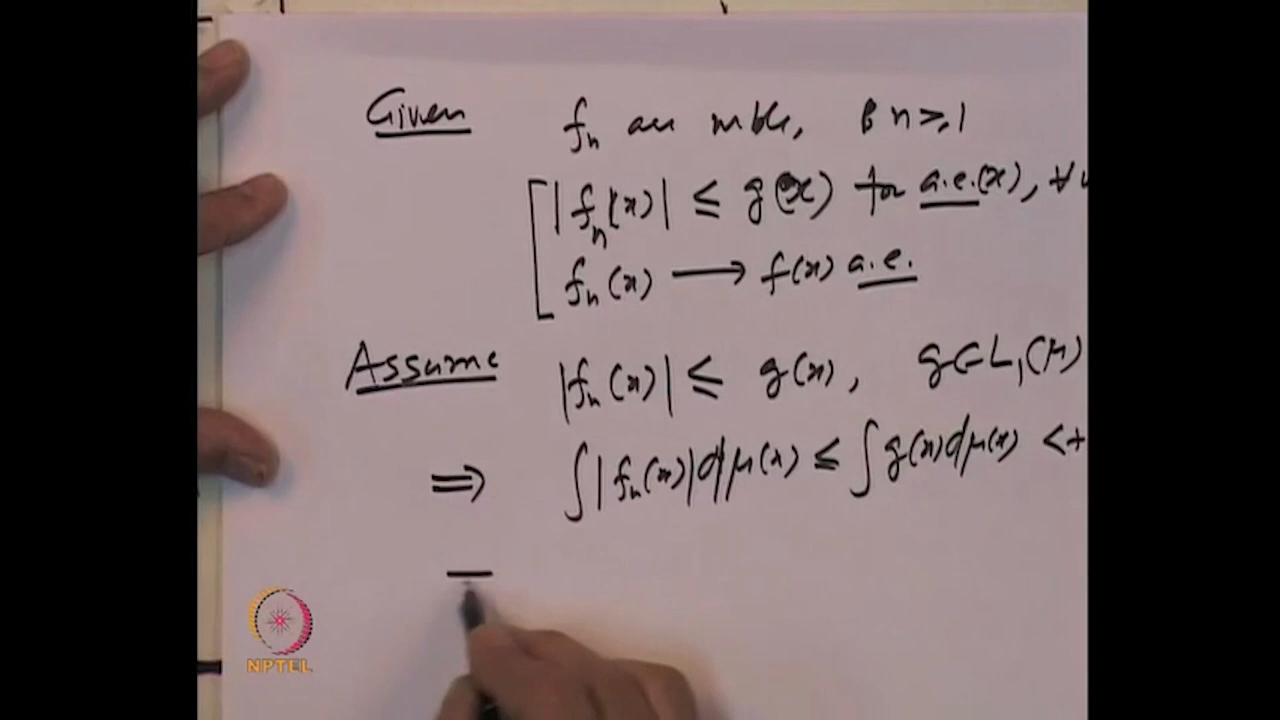 Given fₙ are mble, ∀ n ≥ 1
|fₙ(x)| ≤ g(x) for a.e.(x), ∀
fₙ(x) ⟶ f(x) a.e.
Assume |fₙ(x)| ≤ g(x), g ∈ L₁(μ)
⇒ ∫|fₙ(x)|dμ(x) ≤ ∫g(x)dμ(x) < +
NPTEL